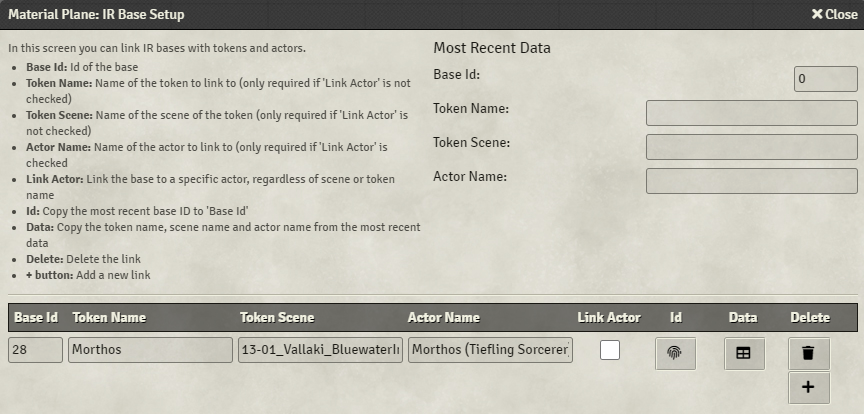 Material Plane: IR Base Setup
Close
In this screen you can link IR bases with tokens and actors.
Base Id: Id of the base
Token Name: Name of the token to link to (only required if 'Link Actor' is not
checked)
Token Scene: Name of the scene of the token (only required if 'Link Actor' is
not checked)
Actor Name: Name of the actor to link to (only required if 'Link Actor' is
checked
Link Actor: Link the base to a specific actor, regardless of scene or token
name
Id: Copy the most recent base ID to 'Base Id'
Data: Copy the token name, scene name and actor name from the most recent
data
Delete: Delete the link
+ button: Add a new link
Most Recent Data
Base Id: 0
Token Name:
Token Scene:
Actor Name:
Base Id Token Name Token Scene Actor Name Link Actor Id Data Delete
28 Morthos 13-01_Vallaki_BluewaterIn Morthos (Tiefling Sorcerer
+